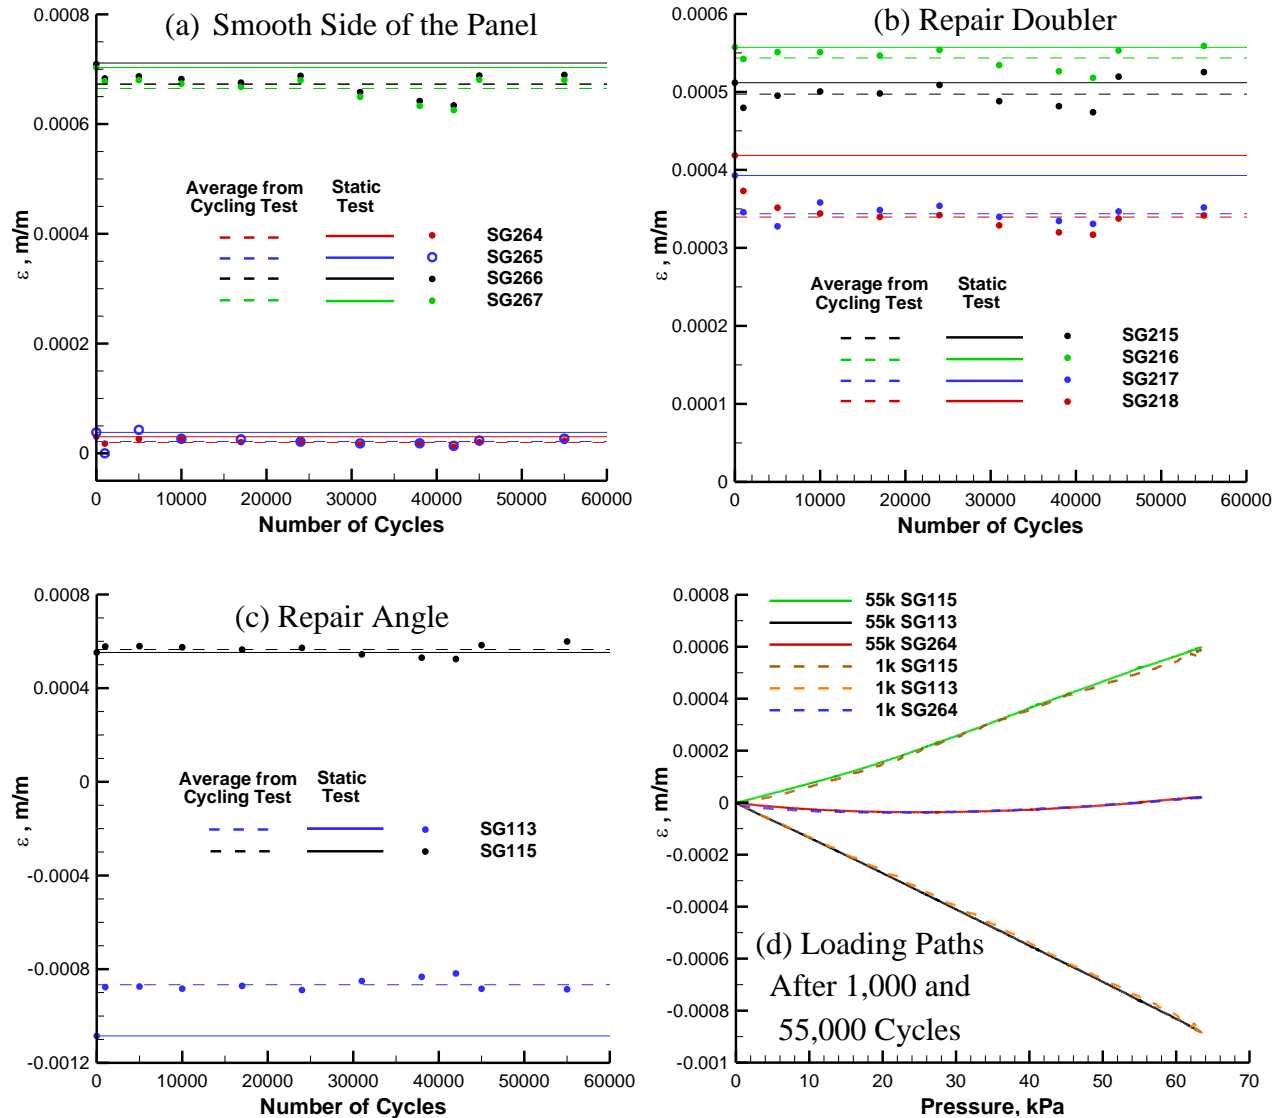 (a) Smooth Side of the Panel
0.0008
0.0006
0.0004
0.0002
0
ε , m/m
Average from Cycling Test
Static Test
SG264
SG265
SG266
SG267
0 10000 20000 30000 40000 50000 60000
Number of Cycles
(b) Repair Doubler
0.0006
0.0005
0.0004
0.0003
0.0002
0.0001
0
ε , m/m
Average from Cycling Test
Static Test
SG215
SG216
SG217
SG218
0 10000 20000 30000 40000 50000 60000
Number of Cycles
(c) Repair Angle
0.0008
0.0004
0
-0.0004
-0.0008
-0.0012
ε , m/m
Average from Cycling Test
Static Test
SG113
SG115
0 10000 20000 30000 40000 50000 60000
Number of Cycles
0.0008
0.0006
0.0004
0.0002
0
-0.0002
-0.0004
-0.0006
-0.0008
-0.001
ε , m/m
55k SG115
55k SG113
55k SG264
1k SG115
1k SG113
1k SG264
(d) Loading Paths
After 1,000 and
55,000 Cycles
0 10 20 30 40 50 60 70
Pressure, kPa